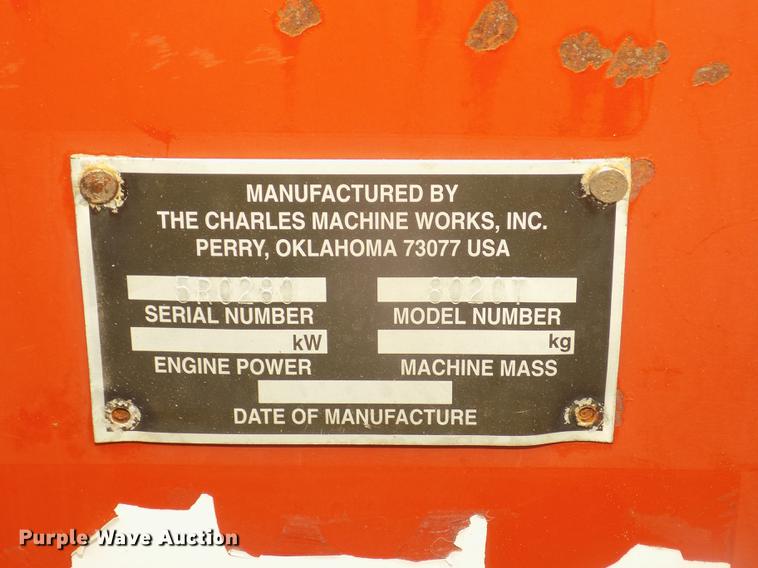 MANUFACTURED BY
THE CHARLES MACHINE WORKS, INC.
PERRY, OKLAHOMA 73077 USA
5R0280 8020T
SERIAL NUMBER MODEL NUMBER
kW kg
ENGINE POWER MACHINE MASS
DATE OF MANUFACTURE
Purple Wave Auction